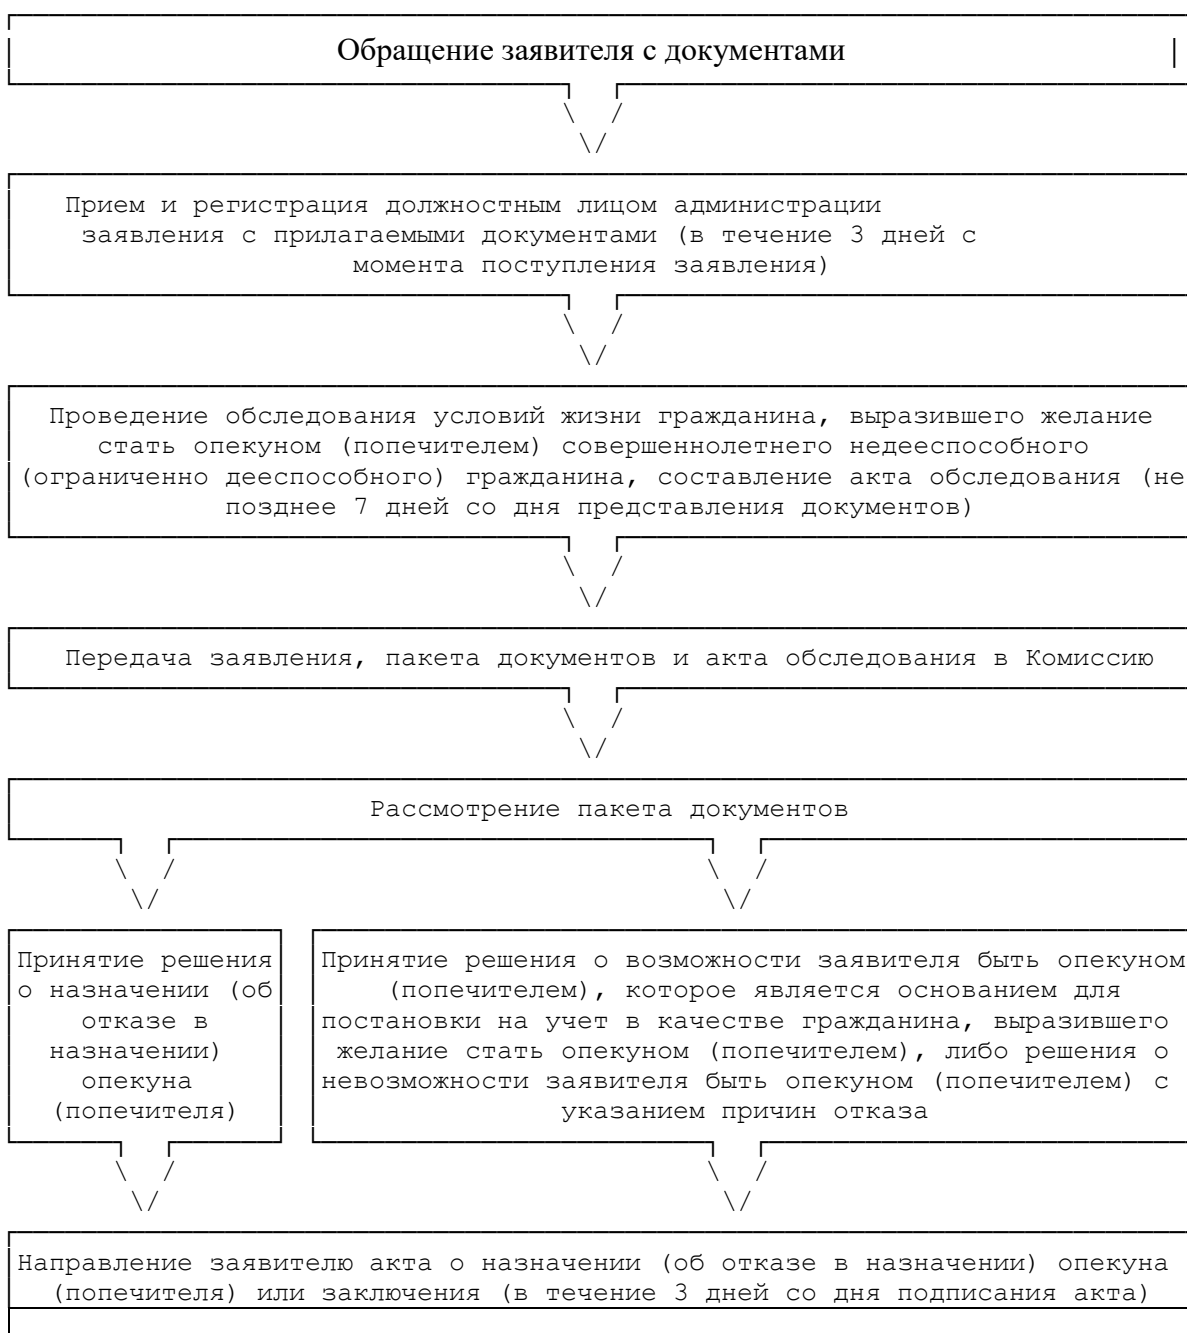 Обращение заявителя с документами
Прием и регистрация должностным лицом администрации
заявления с прилагаемыми документами (в течение 3 дней с
момента поступления заявления)
Проведение обследования условий жизни гражданина, выразившего желание
стать опекуном (попечителем) совершеннолетнего недееспособного
(ограниченно дееспособного) гражданина, составление акта обследования (не
позднее 7 дней со дня представления документов)
Передача заявления, пакета документов и акта обследования в Комиссию
Рассмотрение пакета документов
Принятие решения
о назначении (об
отказе в
назначении)
опекуна
(попечителя)
Принятие решения о возможности заявителя быть опекуном
(попечителем), которое является основанием для
постановки на учет в качестве гражданина, выразившего
желание стать опекуном (попечителем), либо решения о
невозможности заявителя быть опекуном (попечителем) с
указанием причин отказа
Направление заявителю акта о назначении (об отказе в назначении) опекуна
(попечителя) или заключения (в течение 3 дней со дня подписания акта)